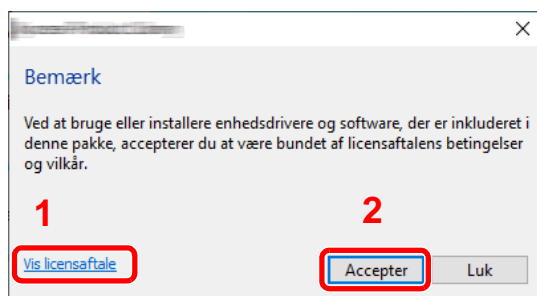 Bemærk
Ved at bruge eller installere enhedsdrivere og software, der er inkluderet i
denne pakke, accepterer du at være bundet af licensaftalens betingelser
og vilkår.
1
2
Vis licensaftale
Accepter
Luk